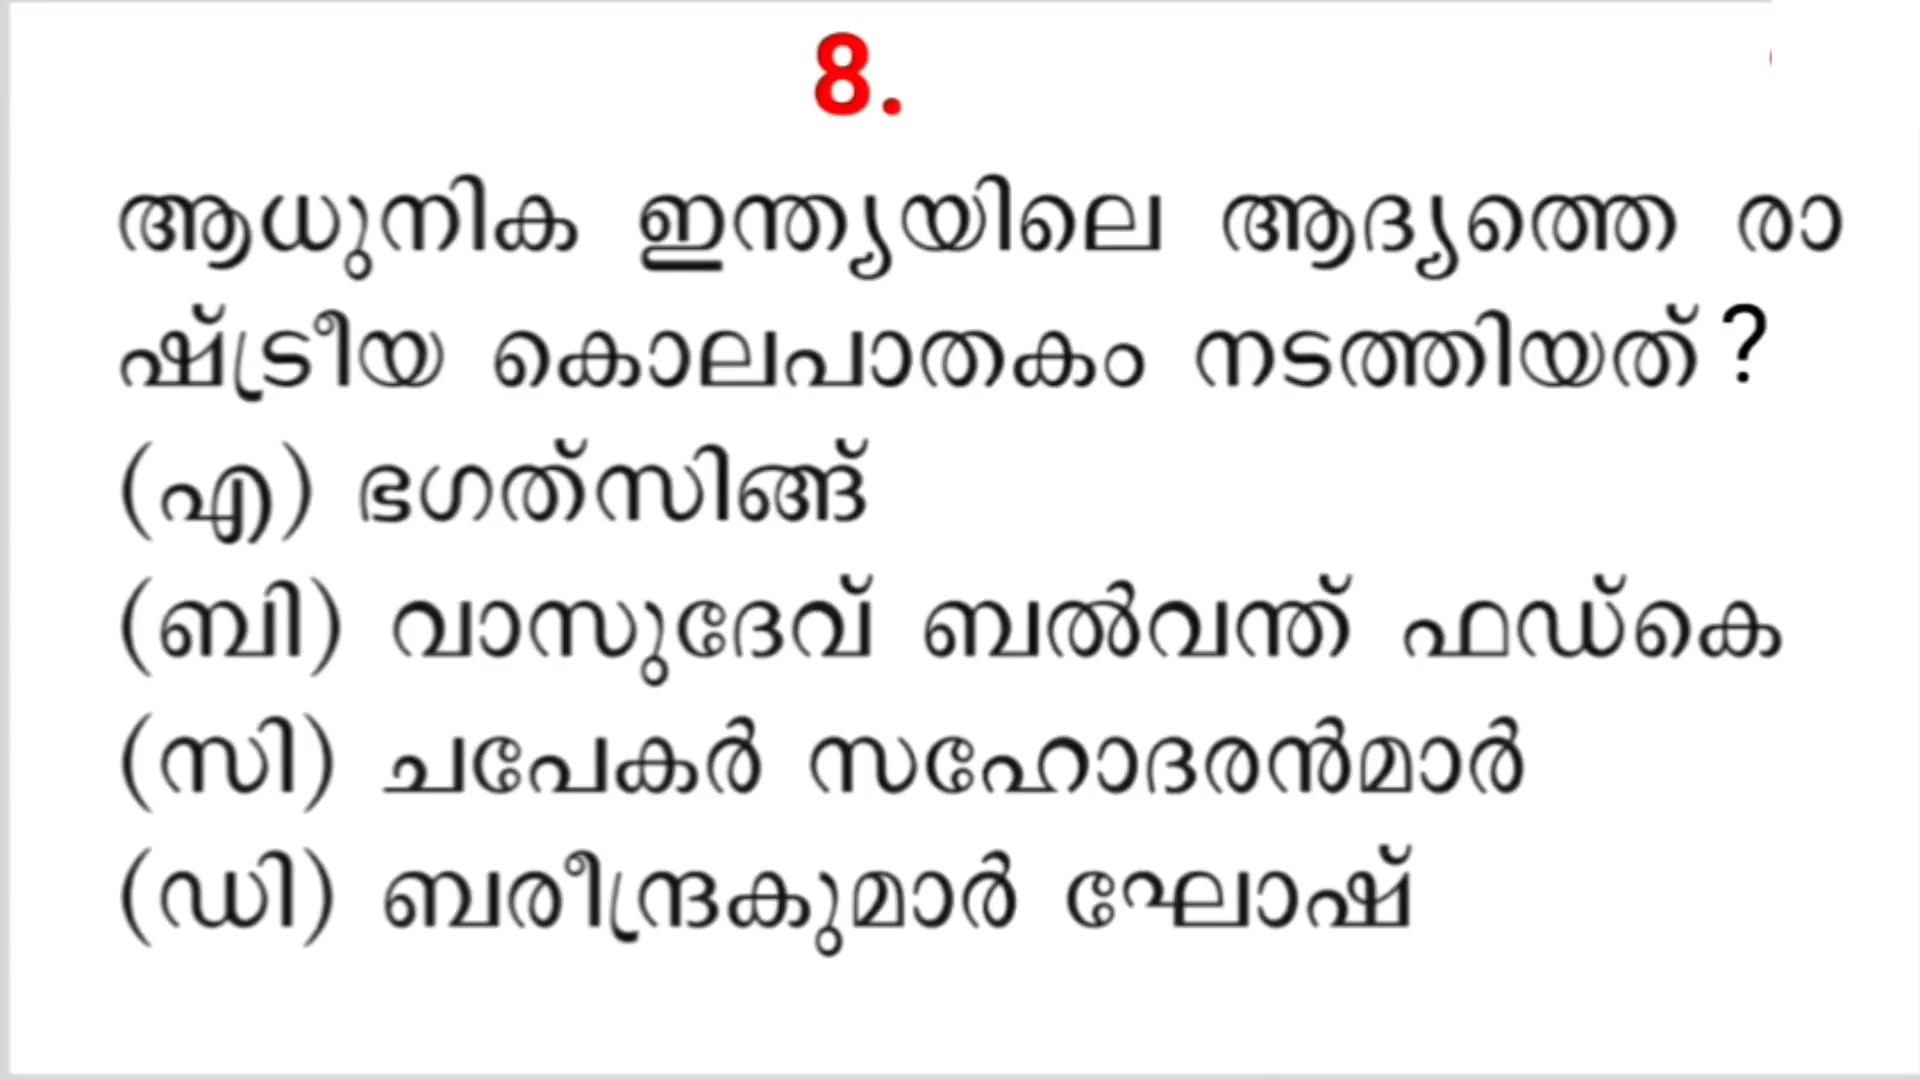 8.
ആധുനിക ഇന്ത്യയിലെ ആദ്യത്തെ രാ
ഷ്ട്രീയ കൊലപാതകം നടത്തിയത്?
(എ) ഭഗത്സിങ്ങ്
(ബി) വാസുദേവ് ബൽവന്ത് ഫഡ്കെ
(സി) ചപേകർ സഹോദരൻമാർ
(ഡി) ബരീന്ദ്രകുമാർ ഘോഷ്